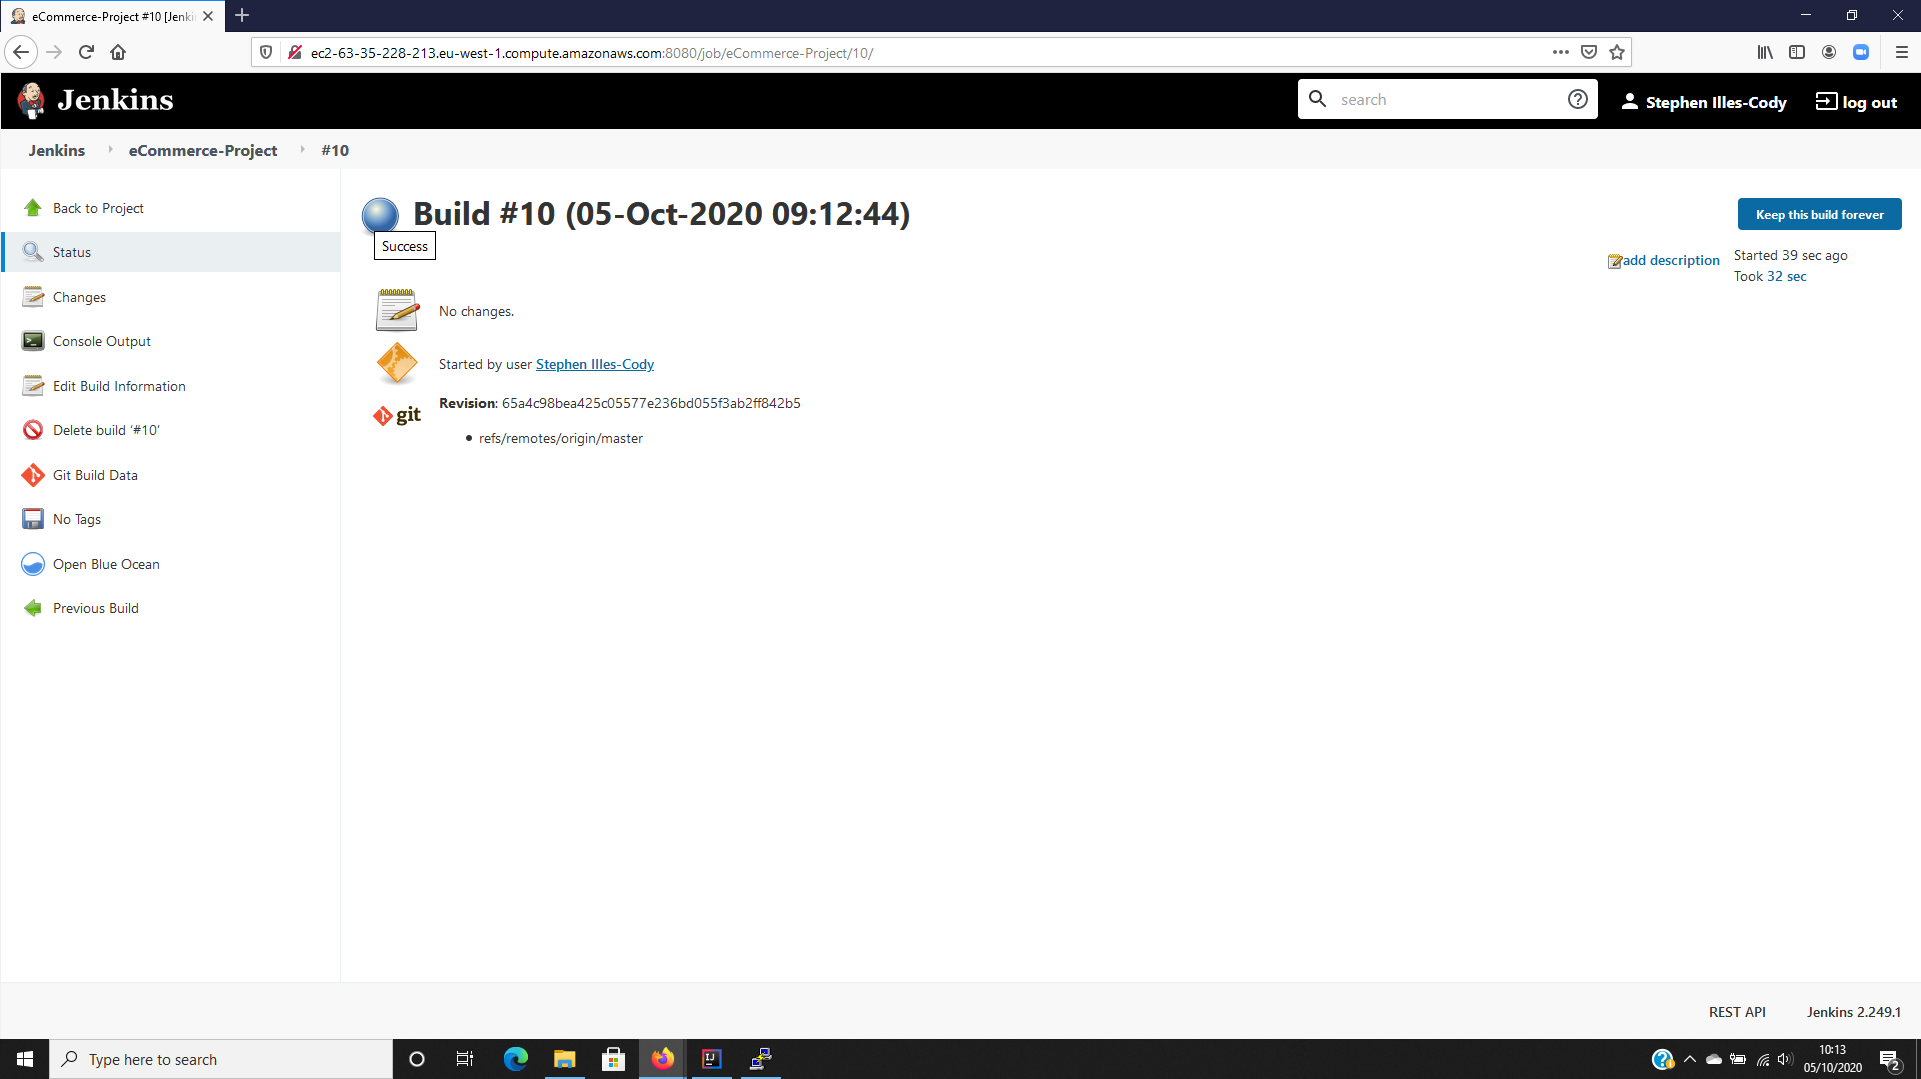 eCommerce-Project #10 [Jenki
ec2-63-35-228-213.eu-west-1.compute.amazonaws.com:8080/job/eCommerce-Project/10/
Jenkins
search
Stephen Illes-Cody
log out
Jenkins
eCommerce-Project
#10
Back to Project
Status
Changes
Console Output
Edit Build Information
Delete build ‘#10’
Git Build Data
No Tags
Open Blue Ocean
Previous Build
Build #10 (05-Oct-2020 09:12:44)
Success
Keep this build forever
add description
Started 39 sec ago
Took 32 sec
No changes.
Started by user Stephen Illes-Cody
git
Revision: 65a4c98bea425c05577e236bd055f3ab2ff842b5
refs/remotes/origin/master
REST API
Jenkins 2.249.1
Type here to search
IJ
10:13
05/10/2020
2